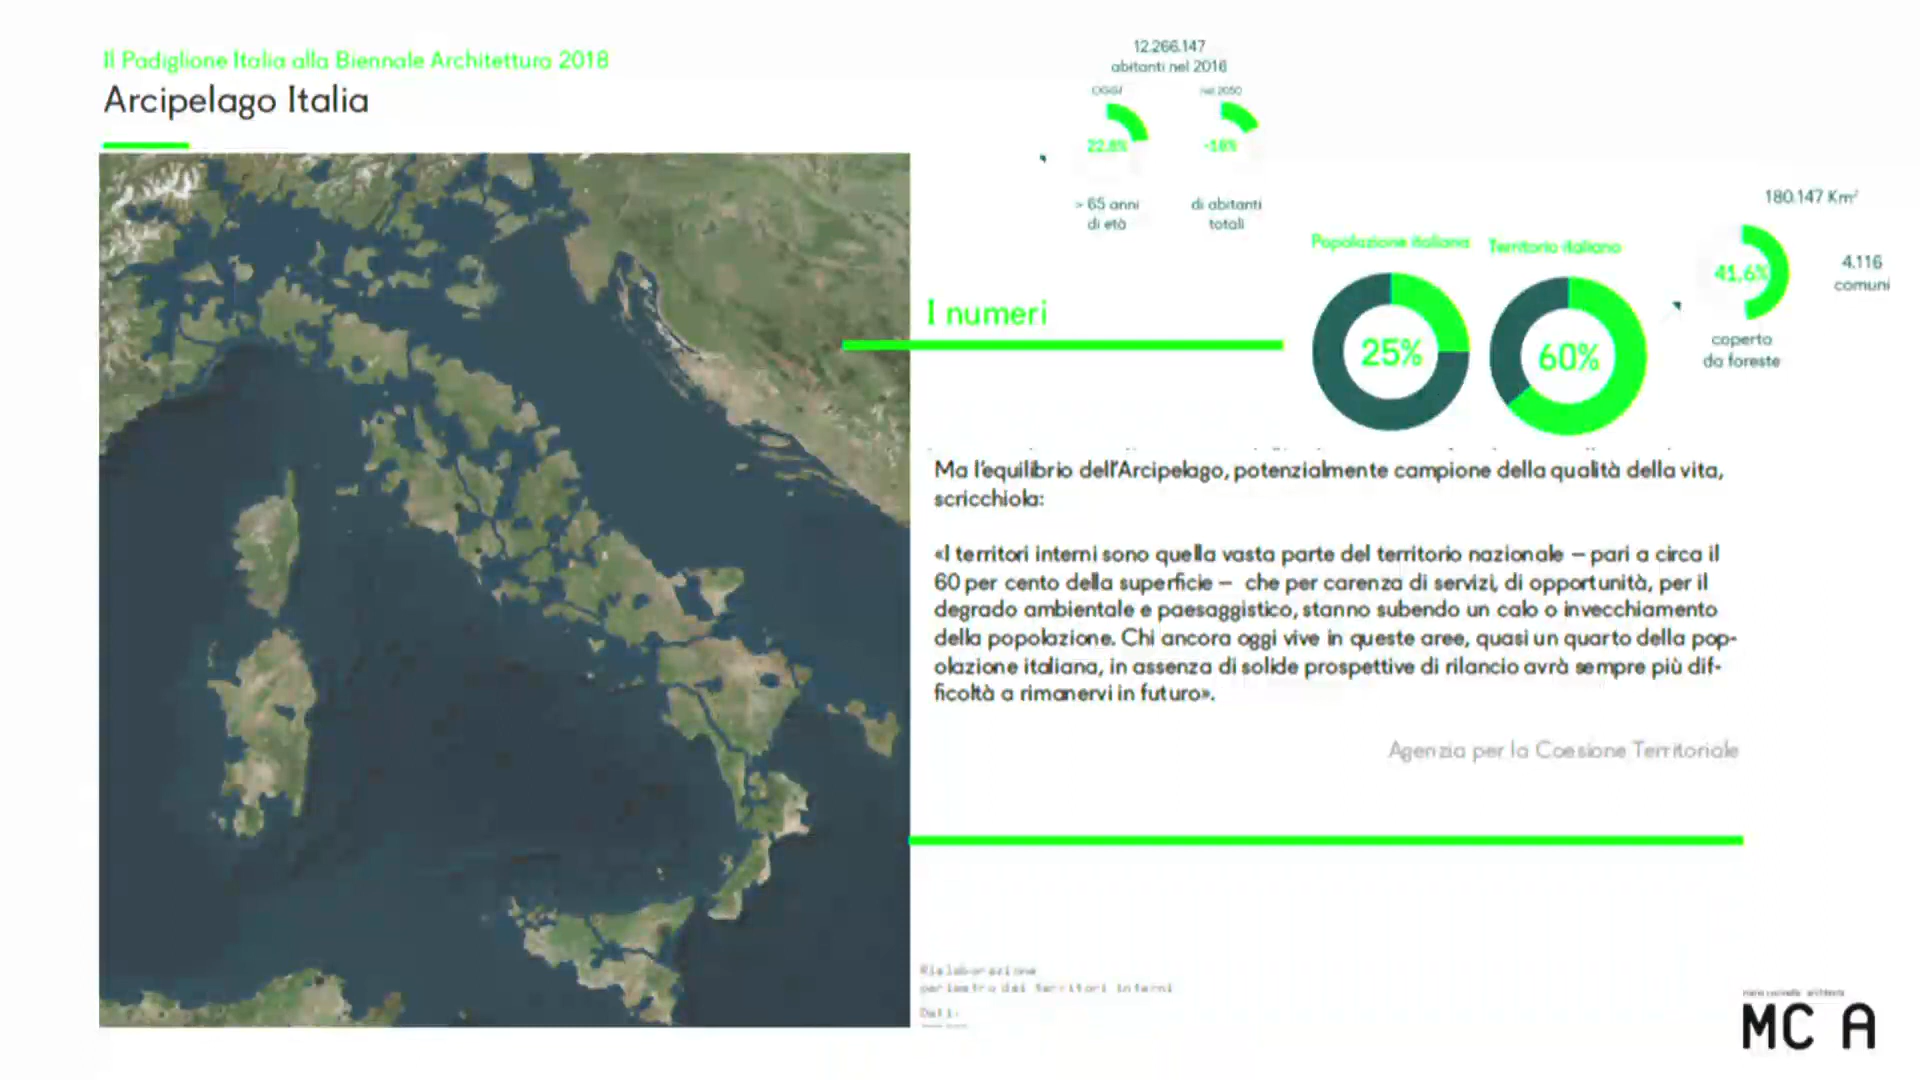 Il Padiglione Italia alla Biennale Architettura 2018
Arcipelago Italia
12.266.147
abitanti nel 2016
OGGI
nel 2050
22.8%
-18%
> 65 anni
di età
di abitanti
totali
180.147 Km²
Popolazione italiana
Territorio italiano
41.6%
4.116
comuni
I numeri
25%
60%
coperto
da foreste
Ma l'equilibrio dell'Arcipelago, potenzialmente campione della qualità della vita,
scricchiola:
«I territori interni sono quella vasta parte del territorio nazionale – pari a circa il
60 per cento della superficie – che per carenza di servizi, di opportunità, per il
degrado ambientale e paesaggistico, stanno subendo un calo o invecchiamento
della popolazione. Chi ancora oggi vive in queste aree, quasi un quarto della pop-
olazione italiana, in assenza di solide prospettive di rilancio avrà sempre più dif-
ficoltà a rimanervi in futuro».
Agenzia per la Coesione Territoriale
Rielaborazione
perimetro dei territori interni
Dati:
MC A